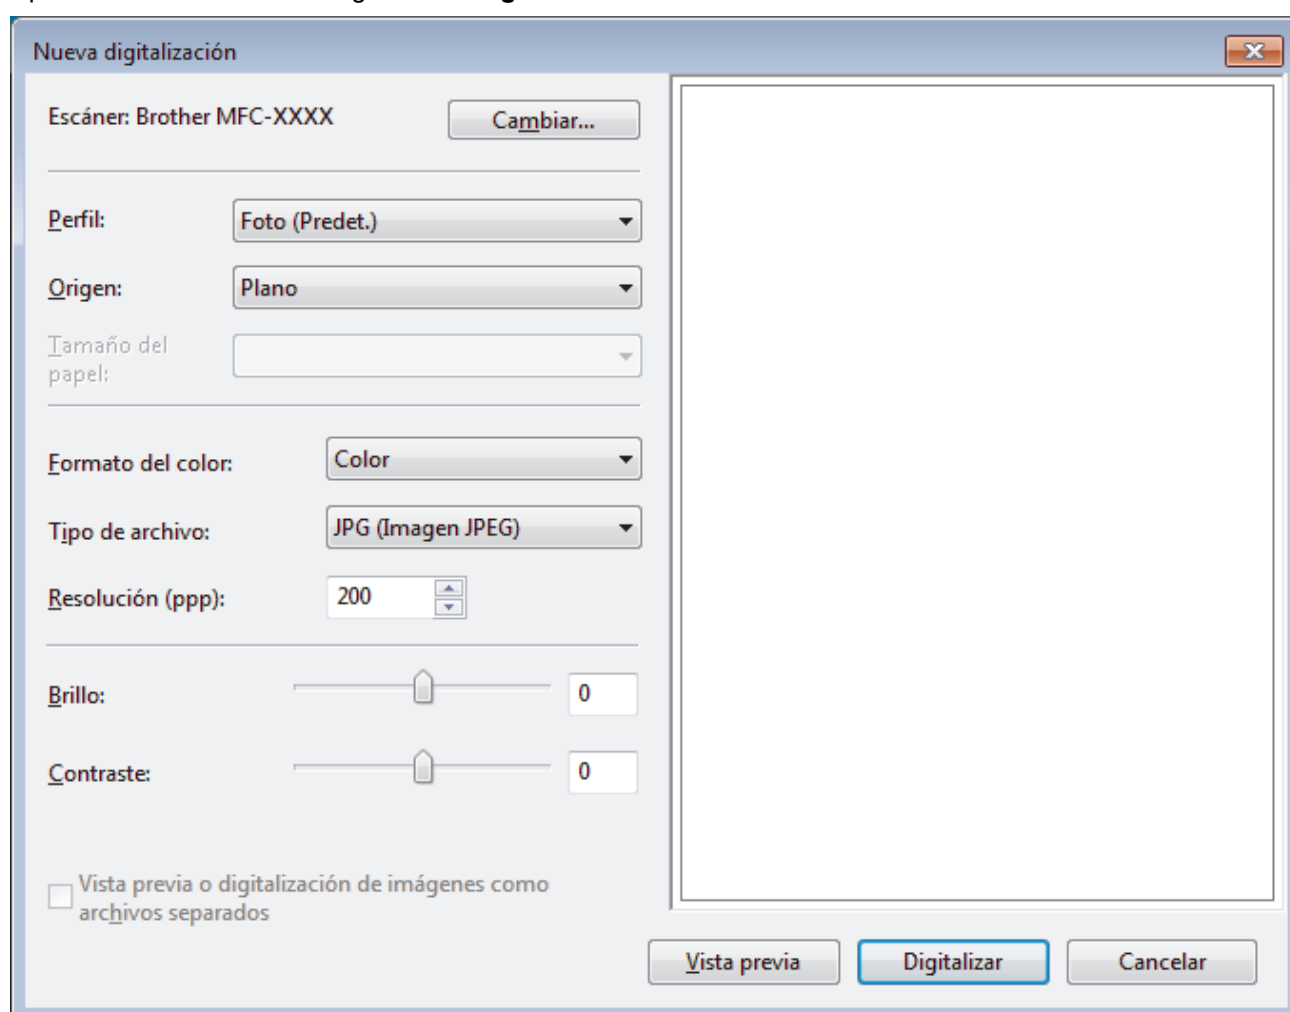 Nueva digitalización
Escáner: Brother MFC-XXXX
Cambiar...
Perfil:
Foto (Predet.)
Origen:
Plano
Tamaño del
papel:
Formato del color:
Color
Tipo de archivo:
JPG (Imagen JPEG)
Resolución (ppp):
200
Brillo:
0
Contraste:
0
Vista previa o digitalización de imágenes como
archivos separados
Vista previa
Digitalizar
Cancelar